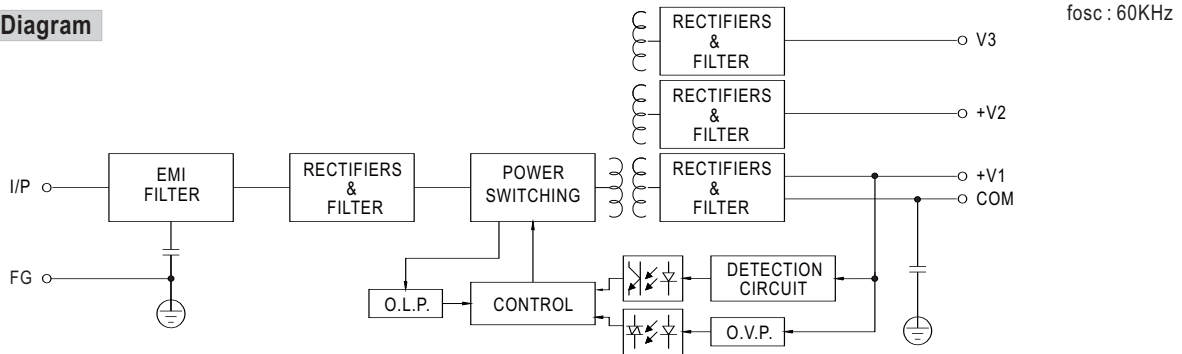 Diagram
fosc : 60KHz
RECTIFIERS
&
FILTER
V3
RECTIFIERS
&
FILTER
+V2
I/P
EMI
FILTER
RECTIFIERS
&
FILTER
POWER
SWITCHING
RECTIFIERS
&
FILTER
+V1
COM
FG
O.L.P.
CONTROL
DETECTION
CIRCUIT
O.V.P.